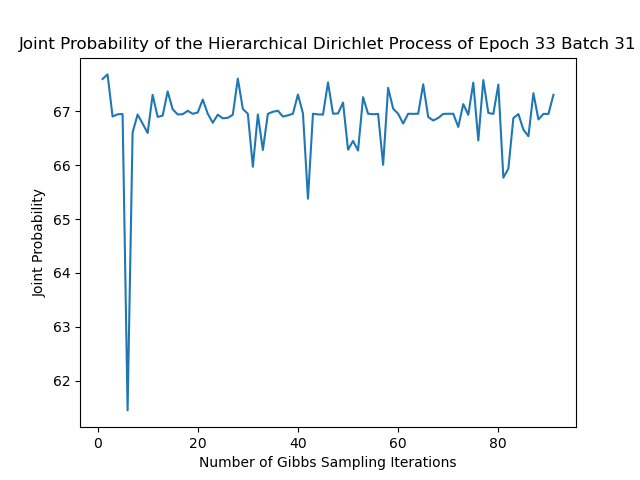 Joint Probability of the Hierarchical Dirichlet Process of Epoch 33 Batch 31
67
66
65
64
63
62
Joint Probability
0 20 40 60 80
Number of Gibbs Sampling Iterations